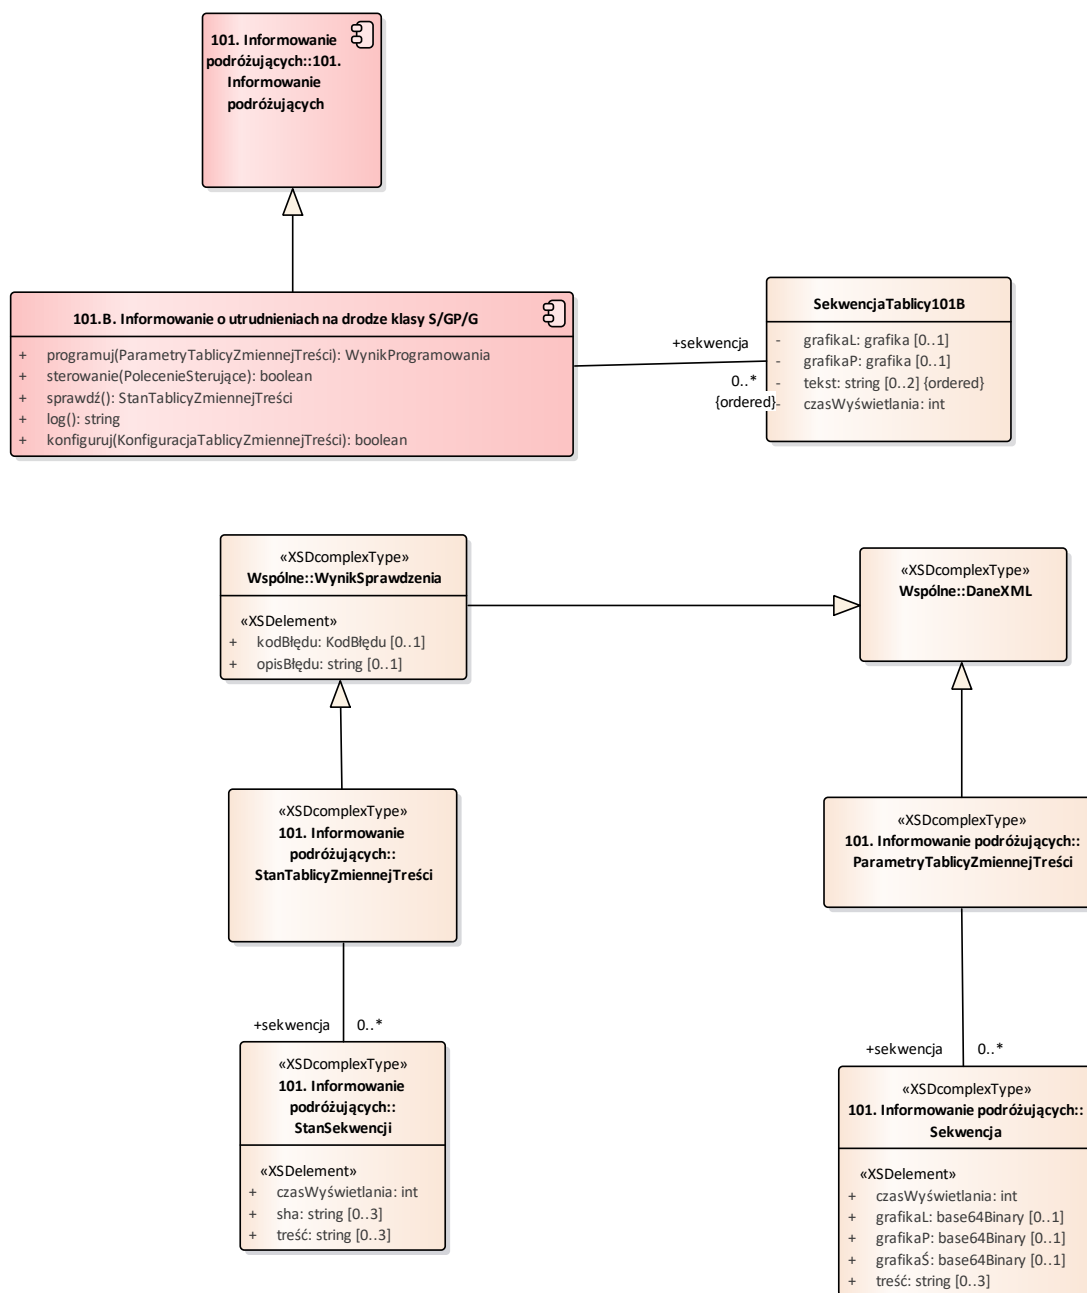 101. Informowanie
podróżujących::101.
Informowanie
podróżujących
101.B. Informowanie o utrudnieniach na drodze klasy S/GP/G
+ programuj(ParametryTablicyZmiennejTreści): WynikProgramowania
+ sterowanie(PolecenieSterujące): boolean
+ sprawdź(): StanTablicyZmiennejTreści
+ log(): string
+ konfiguruj(KonfiguracjaTablicyZmiennejTreści): boolean
+sekwencja
0..*
{ordered}
SekwencjaTablicy101B
- grafikaL: grafika [0..1]
- grafikaP: grafika [0..1]
- tekst: string [0..2] {ordered}
- czasWyświetlania: int
«XSDcomplexType»
Wspólne::WynikSprawdzenia
«XSDelement»
+ kodBłędu: KodBłędu [0..1]
+ opisBłędu: string [0..1]
«XSDcomplexType»
Wspólne::DaneXML
«XSDcomplexType»
101. Informowanie
podróżujących::
StanTablicyZmiennejTreści
«XSDcomplexType»
101. Informowanie podróżujących::
ParametryTablicyZmiennejTreści
+sekwencja 0..*
«XSDcomplexType»
101. Informowanie
podróżujących::
StanSekwencji
«XSDelement»
+ czasWyświetlania: int
+ sha: string [0..3]
+ treść: string [0..3]
+sekwencja 0..*
«XSDcomplexType»
101. Informowanie podróżujących::
Sekwencja
«XSDelement»
+ czasWyświetlania: int
+ grafikaL: base64Binary [0..1]
+ grafikaP: base64Binary [0..1]
+ grafikaŚ: base64Binary [0..1]
+ treść: string [0..3]